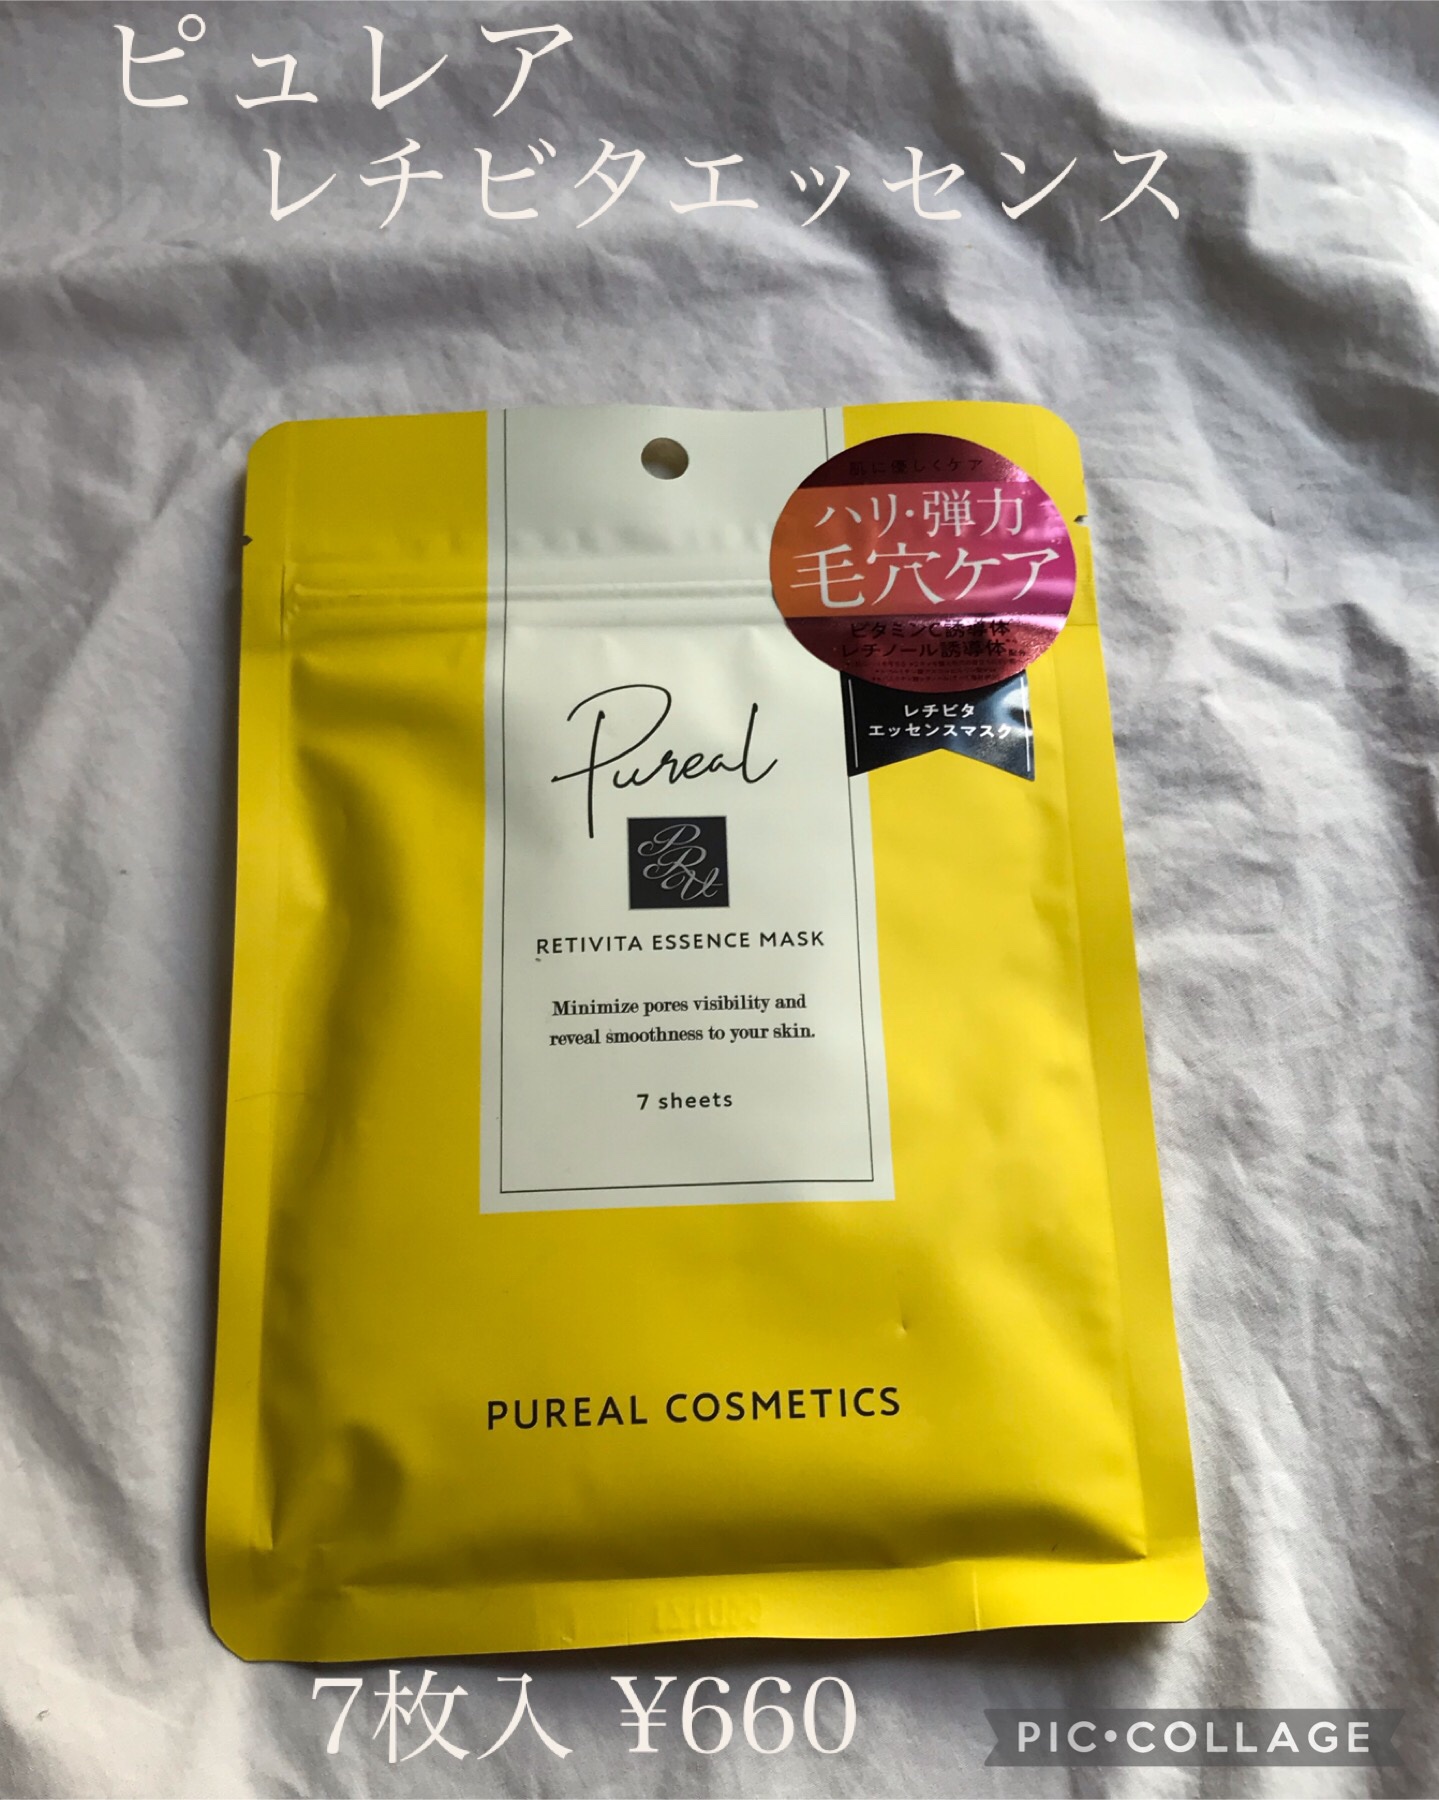 ピュレア
レチビタエッセンス
肌に優しくケア
ハリ・弾力
毛穴ケア
ビタミンC誘導体
レチノール誘導体
配合
レチビタ
エッセンスマスク
Pureal
PRU
RETIVITA ESSENCE MASK
Minimize pores visibility and
reveal smoothness to your skin.
7 sheets
PUREAL COSMETICS
7枚入 ¥660
PIC•COLLAGE